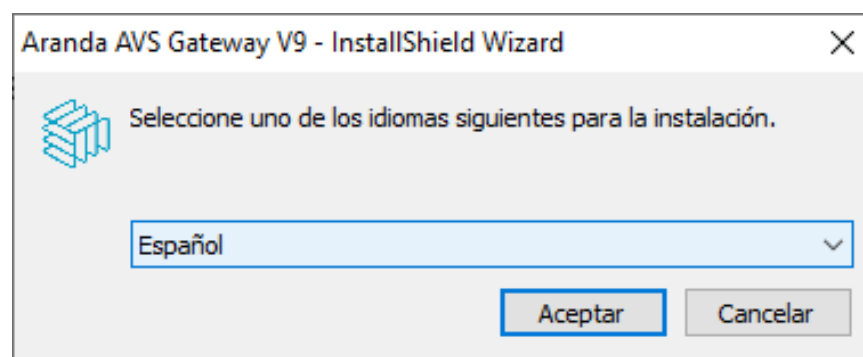 Aranda AVS Gateway V9 - InstallShield Wizard
Seleccione uno de los idiomas siguientes para la instalación.
Español
Aceptar
Cancelar